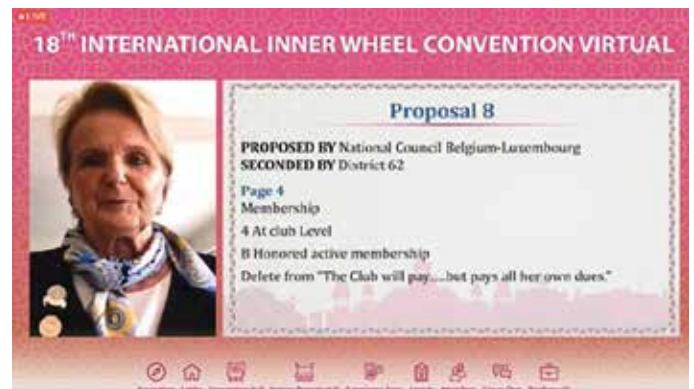 LIVE
18TH INTERNATIONAL INNER WHEEL CONVENTION VIRTUAL
Proposal 8
PROPOSED BY National Council Belgium-Luxembourg
SECONDED BY District 62
Page 4
Membership
4 At club Level
B Honored active membership
Delete from "The Club will pay....but pays all her own dues."